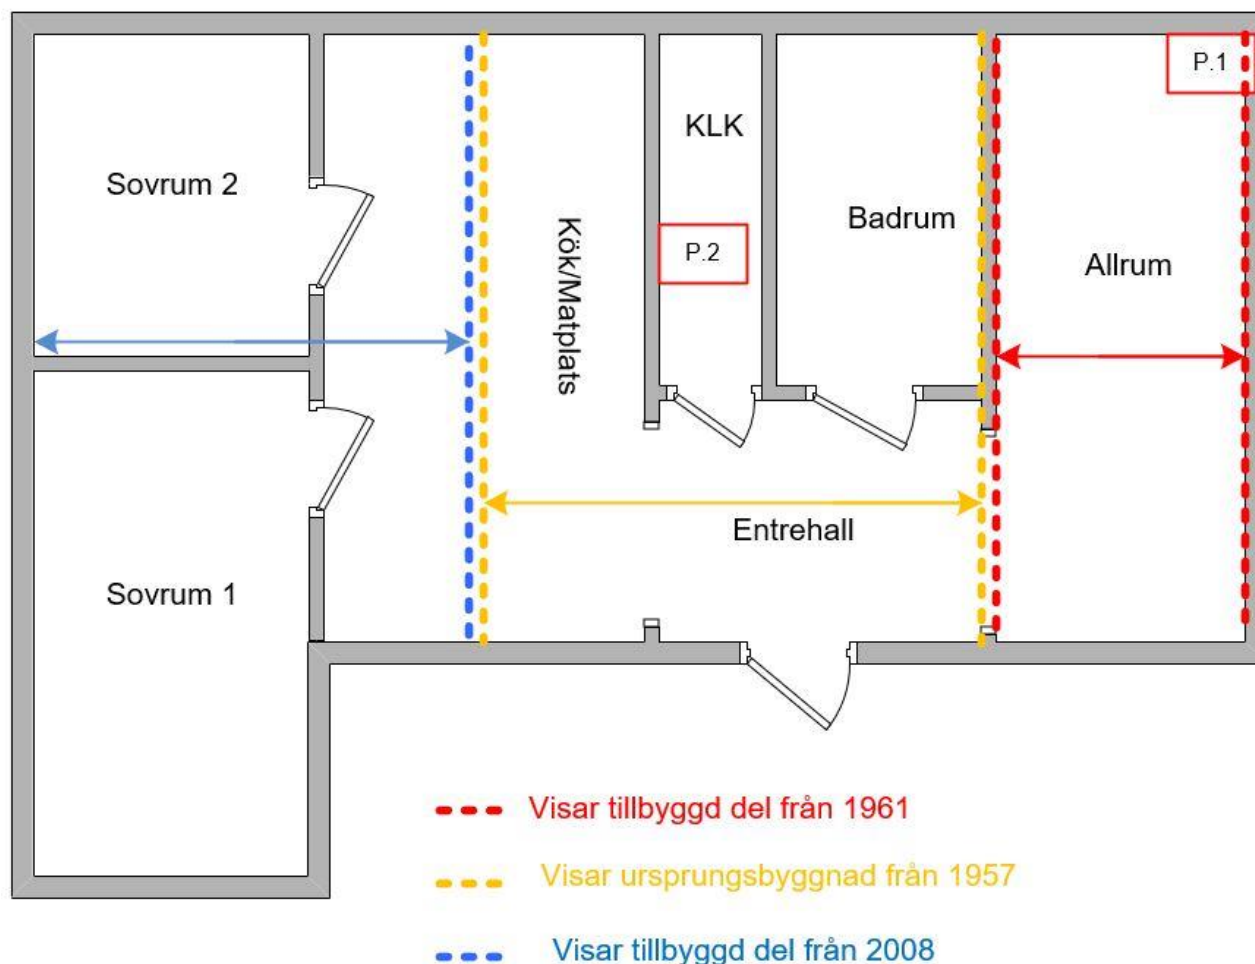 P.1
KLK
Sovrum 2
Badrum
Kök/Matplats
P.2
Allrum
Entrehall
Sovrum 1
Visar tillbyggd del från 1961
Visar ursprungsbyggnad från 1957
Visar tillbyggd del från 2008